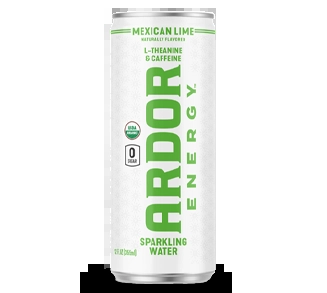 MEXICAN LIME
NATURALLY FLAVORED
L-THEANINE
& CAFFEINE
ARDOR
ENERGY
USDA
ORGANIC
0
SUGAR
SPARKLING
WATER